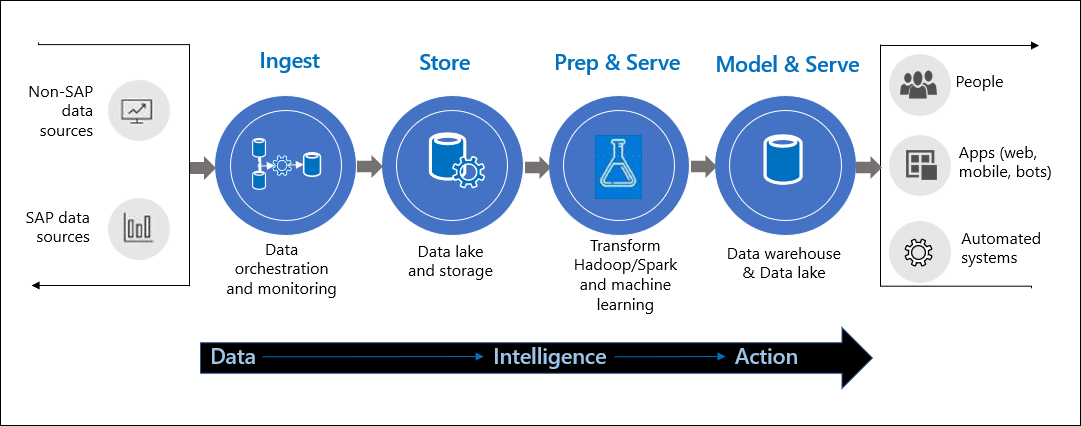 Non-SAP
data
sources
SAP data
sources
Ingest
Data
orchestration
and monitoring
Store
Data lake
and storage
Prep & Serve
Transform
Hadoop/Spark
and machine
learning
Model & Serve
Data warehouse
& Data lake
People
Apps (web,
mobile, bots)
Automated
systems
Data
Intelligence
Action